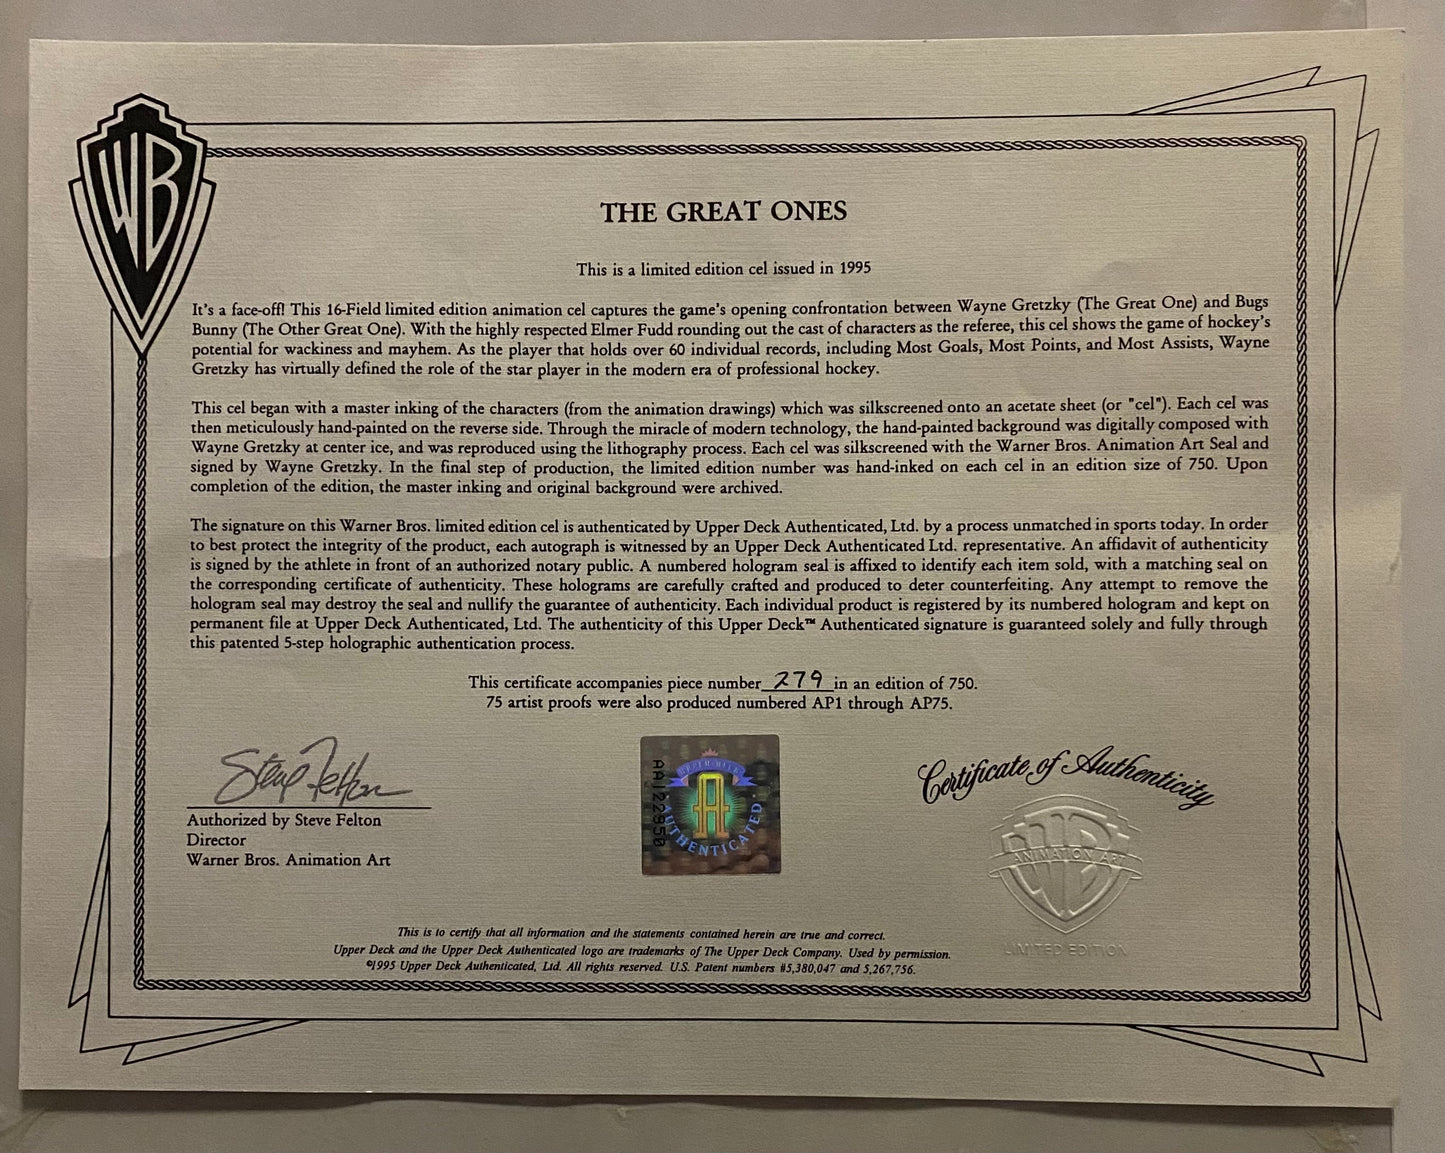 WB
THE GREAT ONES
This is a limited edition cel issued in 1995
It's a face-off! This 16-Field limited edition animation cel captures the game's opening confrontation between Wayne Gretzky (The Great One) and Bugs
Bunny (The Other Great One). With the highly respected Elmer Fudd rounding out the cast of characters as the referee, this cel shows the game of hockey's
potential for wackiness and mayhem. As the player that holds over 60 individual records, including Most Goals, Most Points, and Most Assists, Wayne
Gretzky has virtually defined the role of the star player in the modern era of professional hockey.
This cel began with a master inking of the characters (from the animation drawings) which was silkscreened onto an acetate sheet (or "cel"). Each cel was
then meticulously hand-painted on the reverse side. Through the miracle of modern technology, the hand-painted background was digitally composed with
Wayne Gretzky at center ice, and was reproduced using the lithography process. Each cel was silkscreened with the Warner Bros. Animation Art Seal and
signed by Wayne Gretzky. In the final step of production, the limited edition number was hand-inked on each cel in an edition size of 750. Upon
completion of the edition, the master inking and original background were archived.
The signature on this Warner Bros. limited edition cel is authenticated by Upper Deck Authenticated, Ltd. by a process unmatched in sports today. In order
to best protect the integrity of the product, each autograph is witnessed by an Upper Deck Authenticated Ltd. representative. An affidavit of authenticity
is signed by the athlete in front of an authorized notary public. A numbered hologram seal is affixed to identify each item sold, with a matching seal on
the corresponding certificate of authenticity. These holograms are carefully crafted and produced to deter counterfeiting. Any attempt to remove the
hologram seal may destroy the seal and nullify the guarantee of authenticity. Each individual product is registered by its numbered hologram and kept on
permanent file at Upper Deck Authenticated, Ltd. The authenticity of this Upper Deck™ Authenticated signature is guaranteed solely and fully through
this patented 5-step holographic authentication process.
This certificate accompanies piece number 279 in an edition of 750.
75 artist proofs were also produced numbered AP1 through AP75.
Steve Felton
Authorized by Steve Felton
Director
Warner Bros. Animation Art
UPPER DECK
A
AUTHENTICATED
AAJ22950
Certificate of Authenticity
WB
ANIMATION ART
LIMITED EDITION
This is to certify that all information and the statements contained herein are true and correct.
Upper Deck and the Upper Deck Authenticated logo are trademarks of The Upper Deck Company. Used by permission.
©1995 Upper Deck Authenticated, Ltd. All rights reserved. U.S. Patent numbers #5,380,047 and 5,267,756.